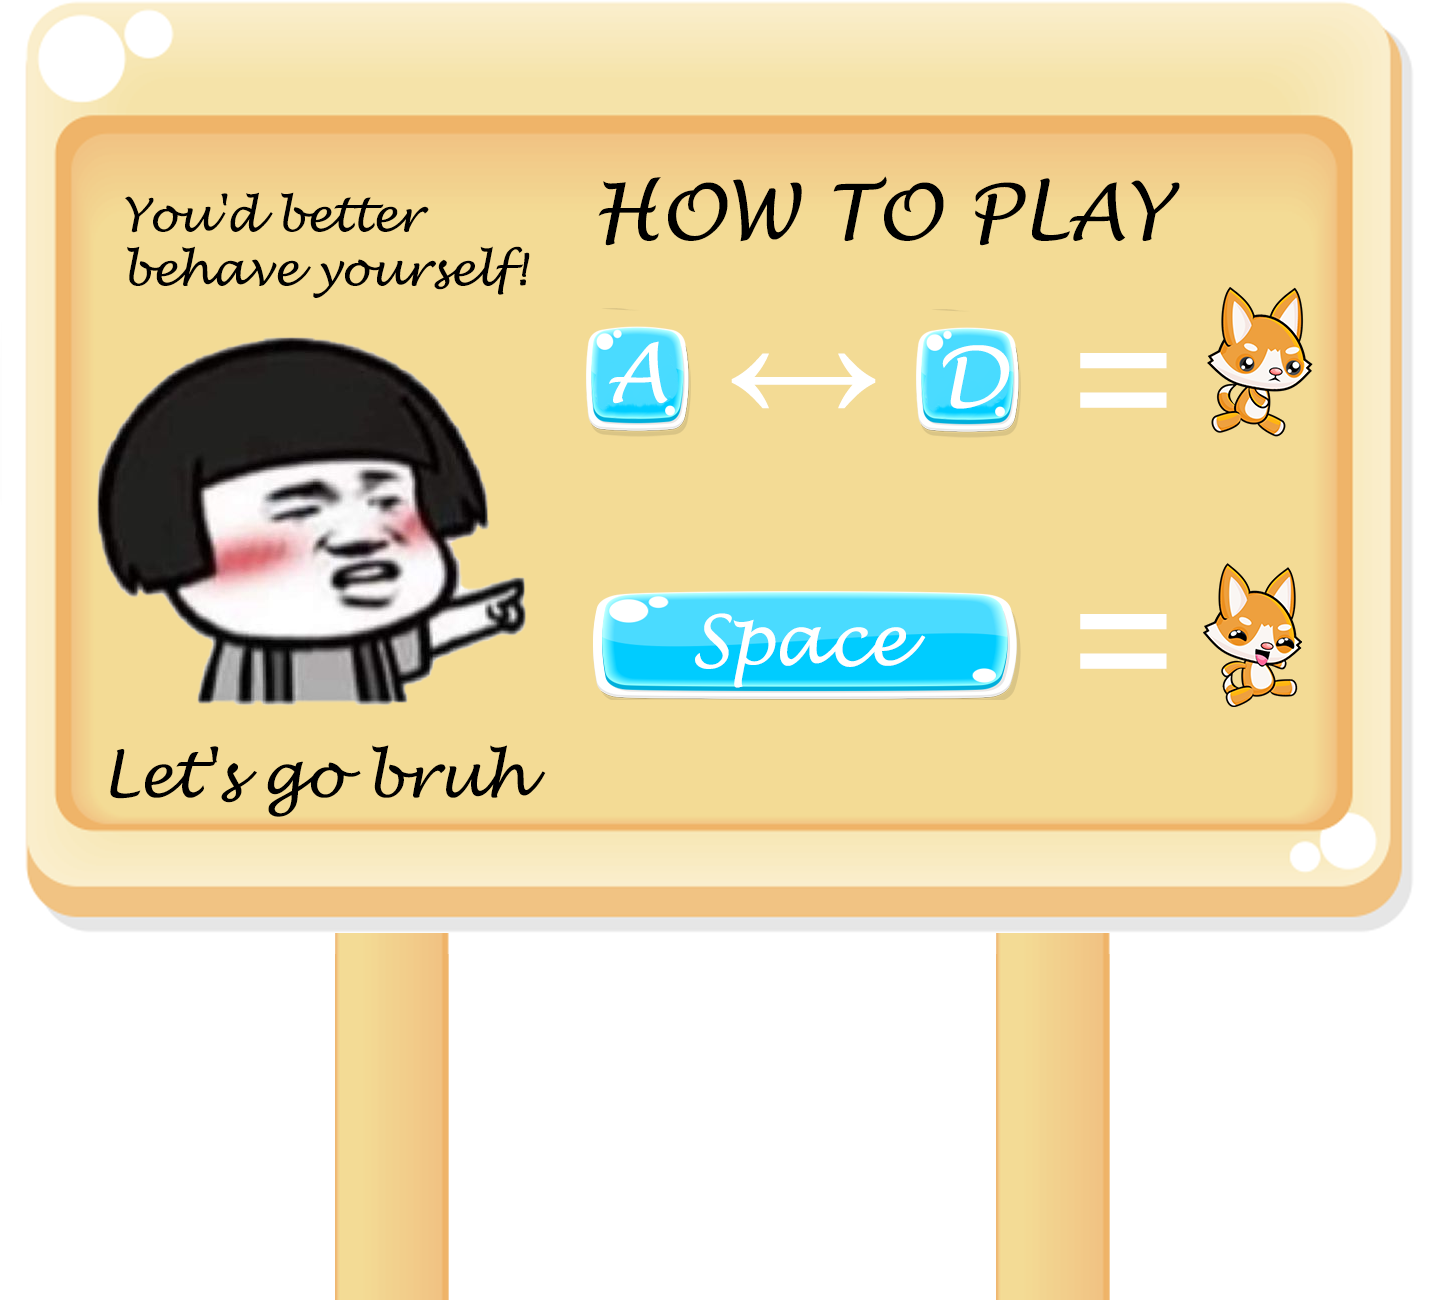 You'd better
behave yourself!
HOW TO PLAY
A ↔ D =
Space =
Let's go bruh